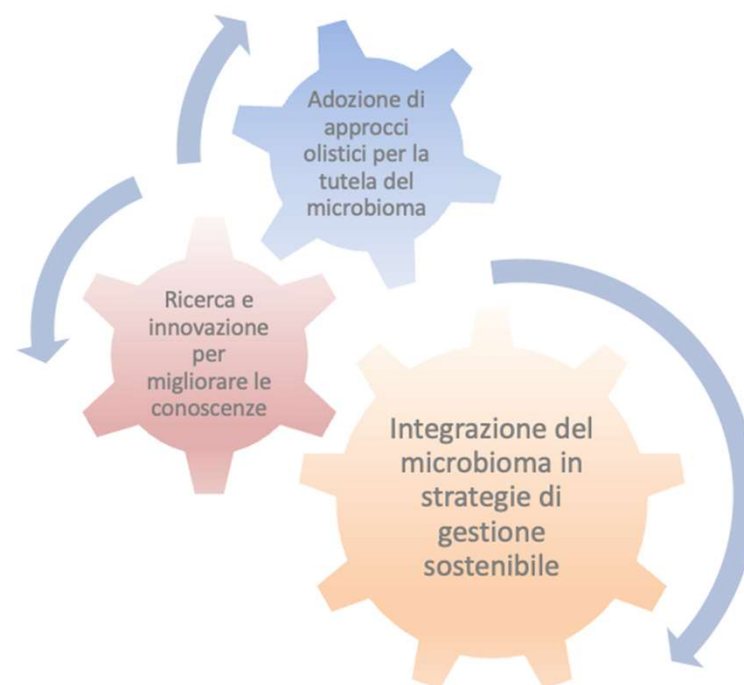 Adozione di
approcci
olistici per la
tutela del
microbioma
Ricerca e
innovazione
per
migliorare le
conoscenze
Integrazione del
microbioma in
strategie di
gestione
sostenibile